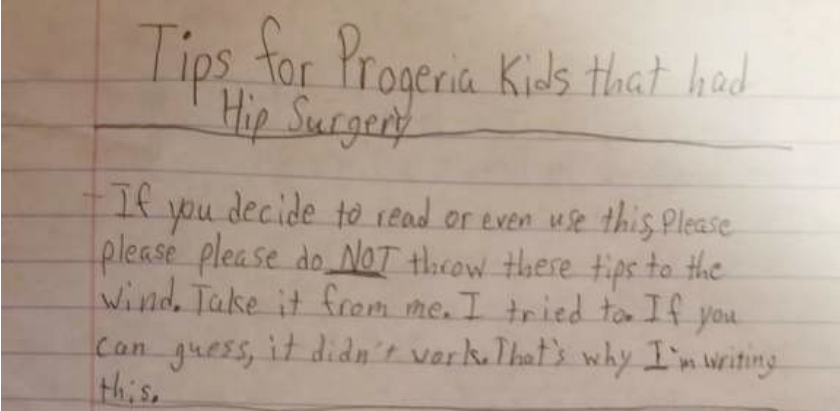 Tips for Progeria Kids that had
Hip Surgery
- If you decide to read or even use this, Please
please please do NOT throw these tips to the
wind. Take it from me. I tried to. If you
can guess, it didn't work. That's why I'm writing
this.